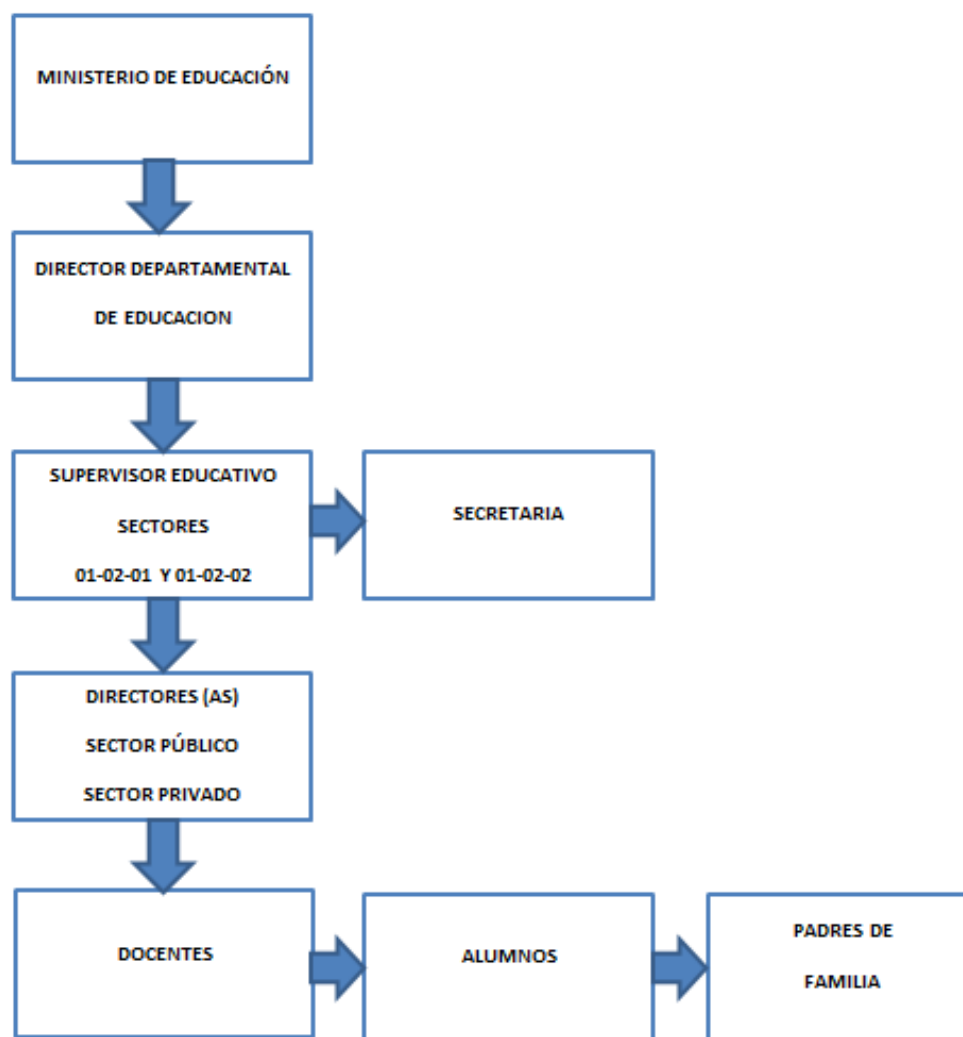 MINISTERIO DE EDUCACIÓN
DIRECTOR DEPARTAMENTAL
DE EDUCACION
SUPERVISOR EDUCATIVO
SECTORES
01-02-01 Y 01-02-02
SECRETARIA
DIRECTORES (AS)
SECTOR PÚBLICO
SECTOR PRIVADO
DOCENTES
ALUMNOS
PADRES DE
FAMILIA